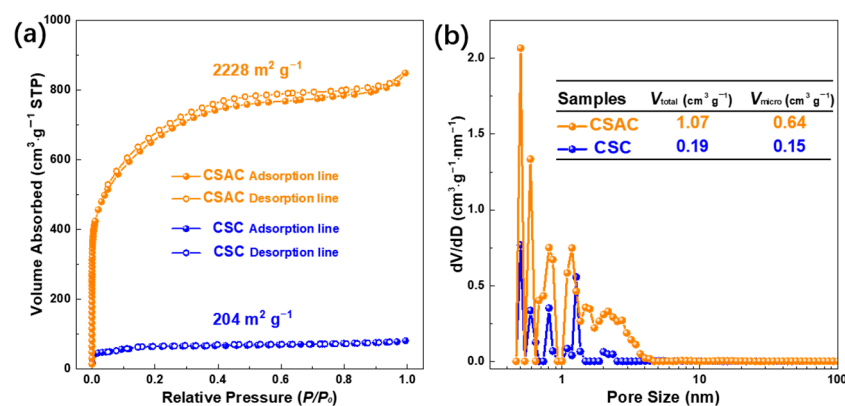 (a)
1000
800
600
400
200
0
Volume Absorbed (cm³·g⁻¹ STP)
2228 m² g⁻¹
CSAC Adsorption line
CSAC Desorption line
CSC Adsorption line
CSC Desorption line
204 m² g⁻¹
0.0 0.2 0.4 0.6 0.8 1.0
Relative Pressure (P/P₀)
(b)
2.0
1.5
1.0
0.5
0.0
dV/dD (cm³·g⁻¹·nm⁻¹)
Samples Vtotal (cm³ g⁻¹) Vmicro (cm³ g⁻¹)
CSAC 1.07 0.64
CSC 0.19 0.15
1 10 100
Pore Size (nm)